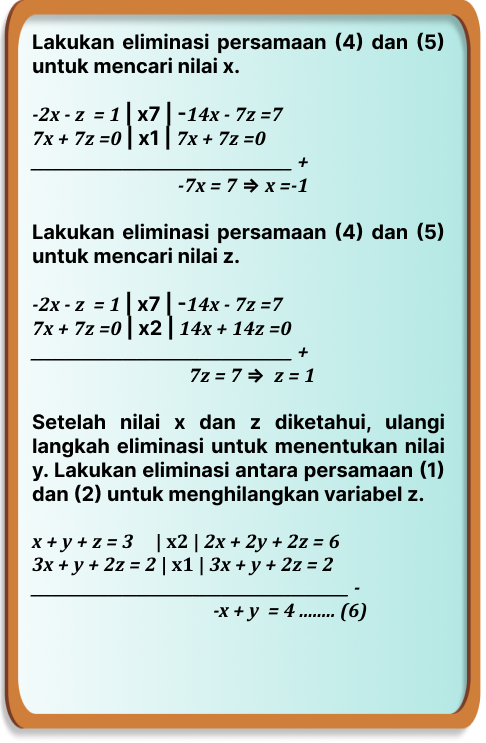 Lakukan eliminasi persamaan (4) dan (5)
untuk mencari nilai x.
-2x - z = 1 | x7 | -14x - 7z =7
7x + 7z =0 | x1 | 7x + 7z =0
+
-7x = 7 ⇒ x =-1
Lakukan eliminasi persamaan (4) dan (5)
untuk mencari nilai z.
-2x - z = 1 | x7 | -14x - 7z =7
7x + 7z =0 | x2 | 14x + 14z =0
+
7z = 7 ⇒ z = 1
Setelah nilai x dan z diketahui, ulangi
langkah eliminasi untuk menentukan nilai
y. Lakukan eliminasi antara persamaan (1)
dan (2) untuk menghilangkan variabel z.
x + y + z = 3 | x2 | 2x + 2y + 2z = 6
3x + y + 2z = 2 | x1 | 3x + y + 2z = 2
-
-x + y = 4 ........ (6)